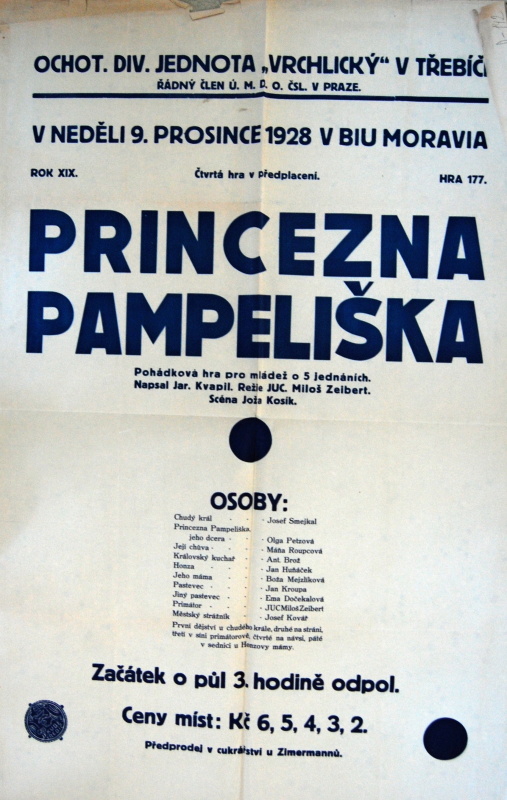 OCHOT. DIV. JEDNOTA „VRCHLICKÝ“ V TŘEBÍČI
ŘÁDNÝ ČLEN Ú. M. D. O. ČSL. V PRAZE.
V NEDĚLI 9. PROSINCE 1928 V BIU MORAVIA
ROK XIX. Čtvrtá hra v předplacení. HRA 177.
PRINCEZNA
PAMPELIŠKA
Pohádková hra pro mládež o 5 jednáních.
Napsal Jar. Kvapil. Režie JUC. Miloš Zeibert.
Scéna Joža Kosík.
OSOBY:
Chudý král - - - Josef Smejkal
Princezna Pampeliška,
jeho dcera - - - Olga Petzová
Její chůva - - - Máňa Roupcová
Královský kuchař - - Ant. Brož
Honza - - - Jan Huňáček
Jeho máma - - - Boža Mejzlíková
Pastevec - - - Jan Kroupa
Jiný pastevec - - - Ema Dočekalová
Primátor - - - JUC Miloš Zeibert
Městský strážník - - Josef Kovář
První dějství u chudého krále, druhé na stráni,
třetí v síni primátorově, čtvrté na návsi, páté
v sednici u Honzovy mámy.
Začátek o půl 3. hodině odpol.
Ceny míst: Kč 6, 5, 4, 3, 2.
Předprodej v cukrářství u Zimermannů.